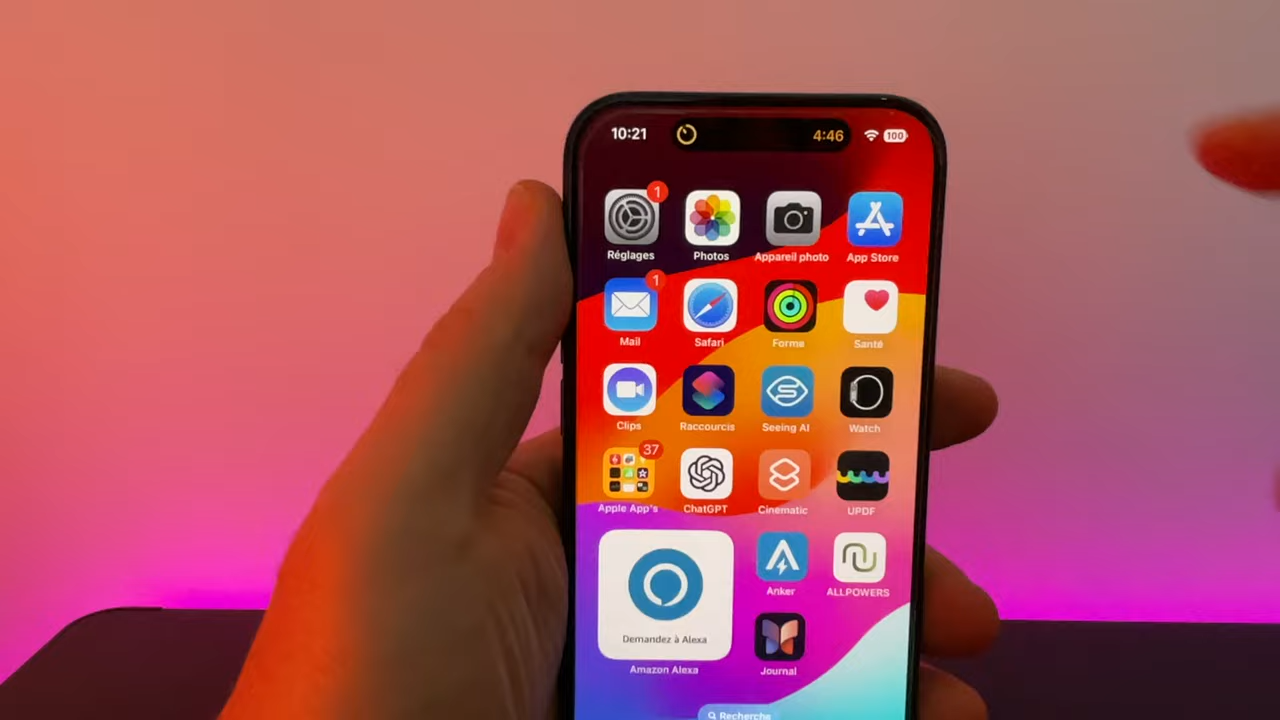 10:21 4:46 100
1
Réglages Photos Appareil photo App Store
1
Mail Safari Forme Santé
Clips Raccourcis Seeing AI Watch
37
Apple App's ChatGPT Cinematic UPDF
Anker ALLPOWERS
Demandez à Alexa
Amazon Alexa Journal
Recherche